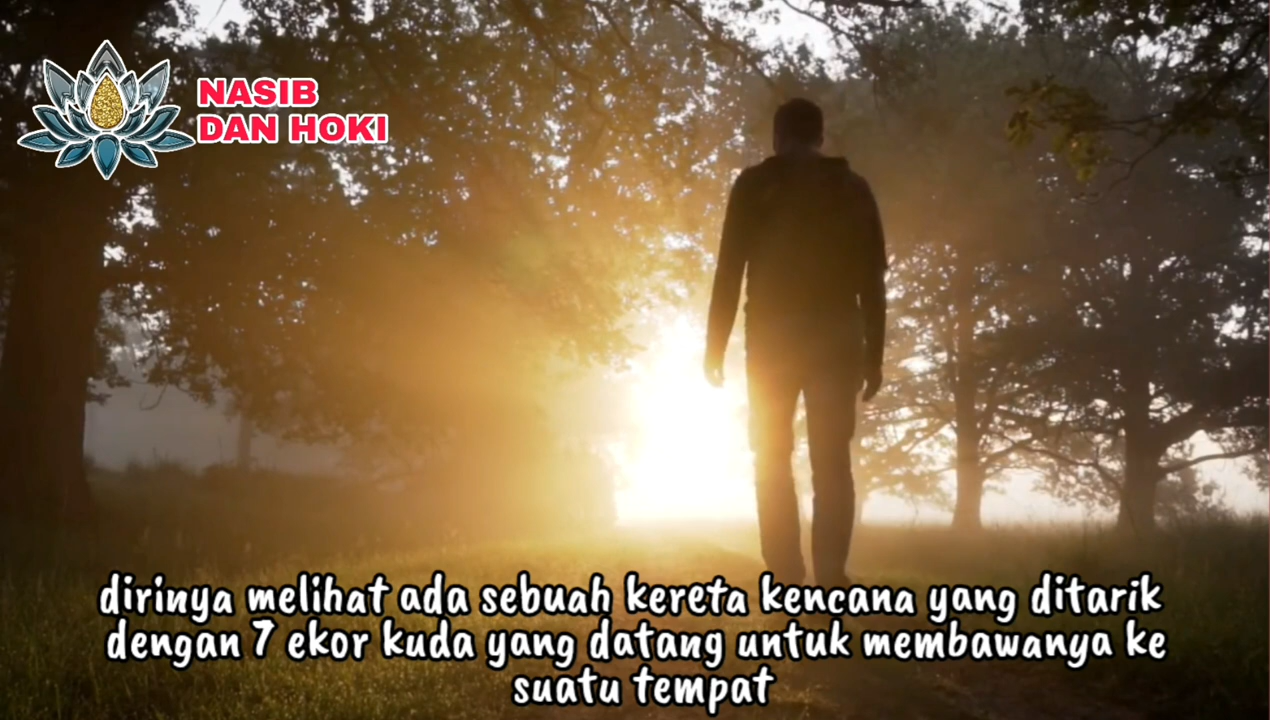 NASIB
DAN HOKI
dirinya melihat ada sebuah kereta kencana yang ditarik
dengan 7 ekor kuda yang datang untuk membawanya ke
suatu tempat